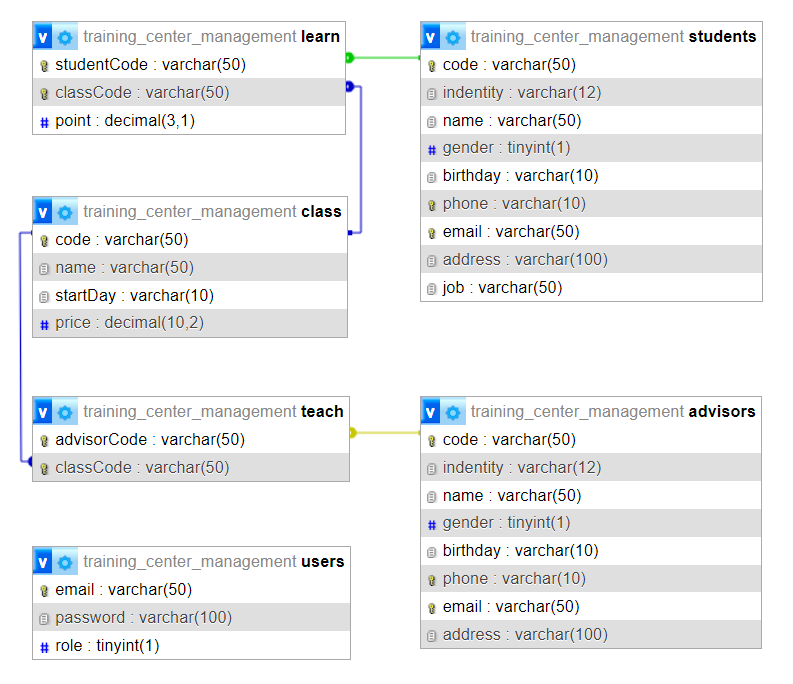 training_center_management learn
studentCode : varchar(50)
classCode : varchar(50)
# point : decimal(3,1)
training_center_management students
code : varchar(50)
indentity : varchar(12)
name : varchar(50)
# gender : tinyint(1)
birthday : varchar(10)
phone : varchar(10)
email : varchar(50)
address : varchar(100)
job : varchar(50)
training_center_management class
code : varchar(50)
name : varchar(50)
startDay : varchar(10)
# price : decimal(10,2)
training_center_management teach
advisorCode : varchar(50)
classCode : varchar(50)
training_center_management advisors
code : varchar(50)
indentity : varchar(12)
name : varchar(50)
# gender : tinyint(1)
birthday : varchar(10)
phone : varchar(10)
email : varchar(50)
address : varchar(100)
training_center_management users
email : varchar(50)
password : varchar(100)
# role : tinyint(1)